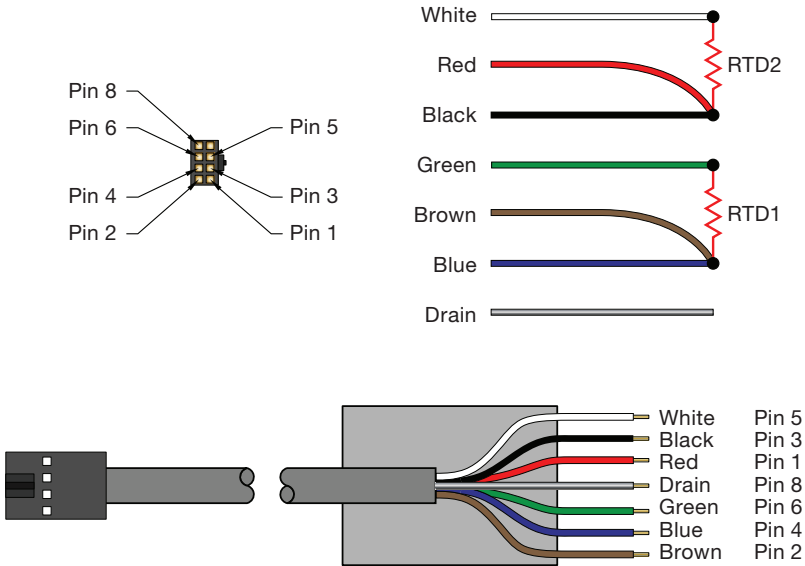 Pin 8
Pin 6
Pin 5
Pin 4
Pin 3
Pin 2
Pin 1
White
Red
RTD2
Black
Green
Brown
RTD1
Blue
Drain
White Pin 5
Black Pin 3
Red Pin 1
Drain Pin 8
Green Pin 6
Blue Pin 4
Brown Pin 2